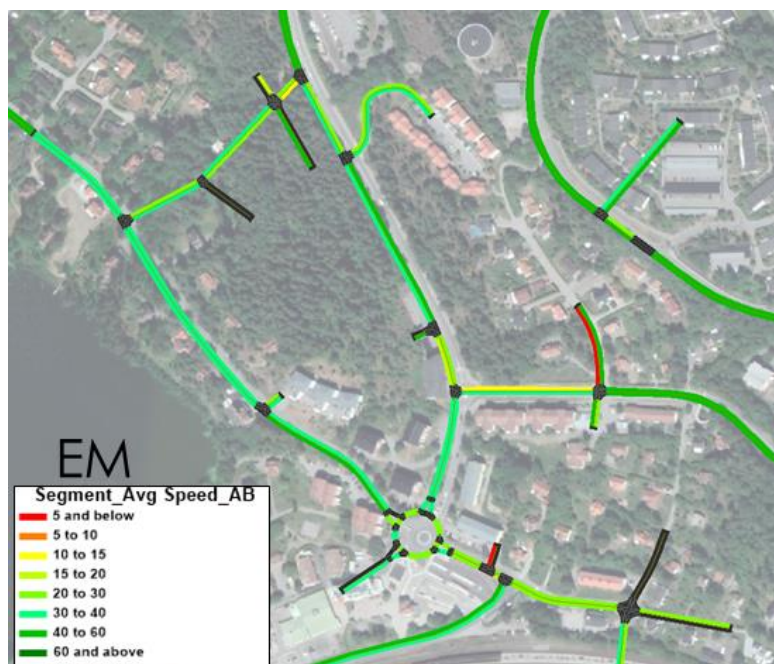 EM
Segment_Avg Speed_AB
5 and below
5 to 10
10 to 15
15 to 20
20 to 30
30 to 40
40 to 60
60 and above